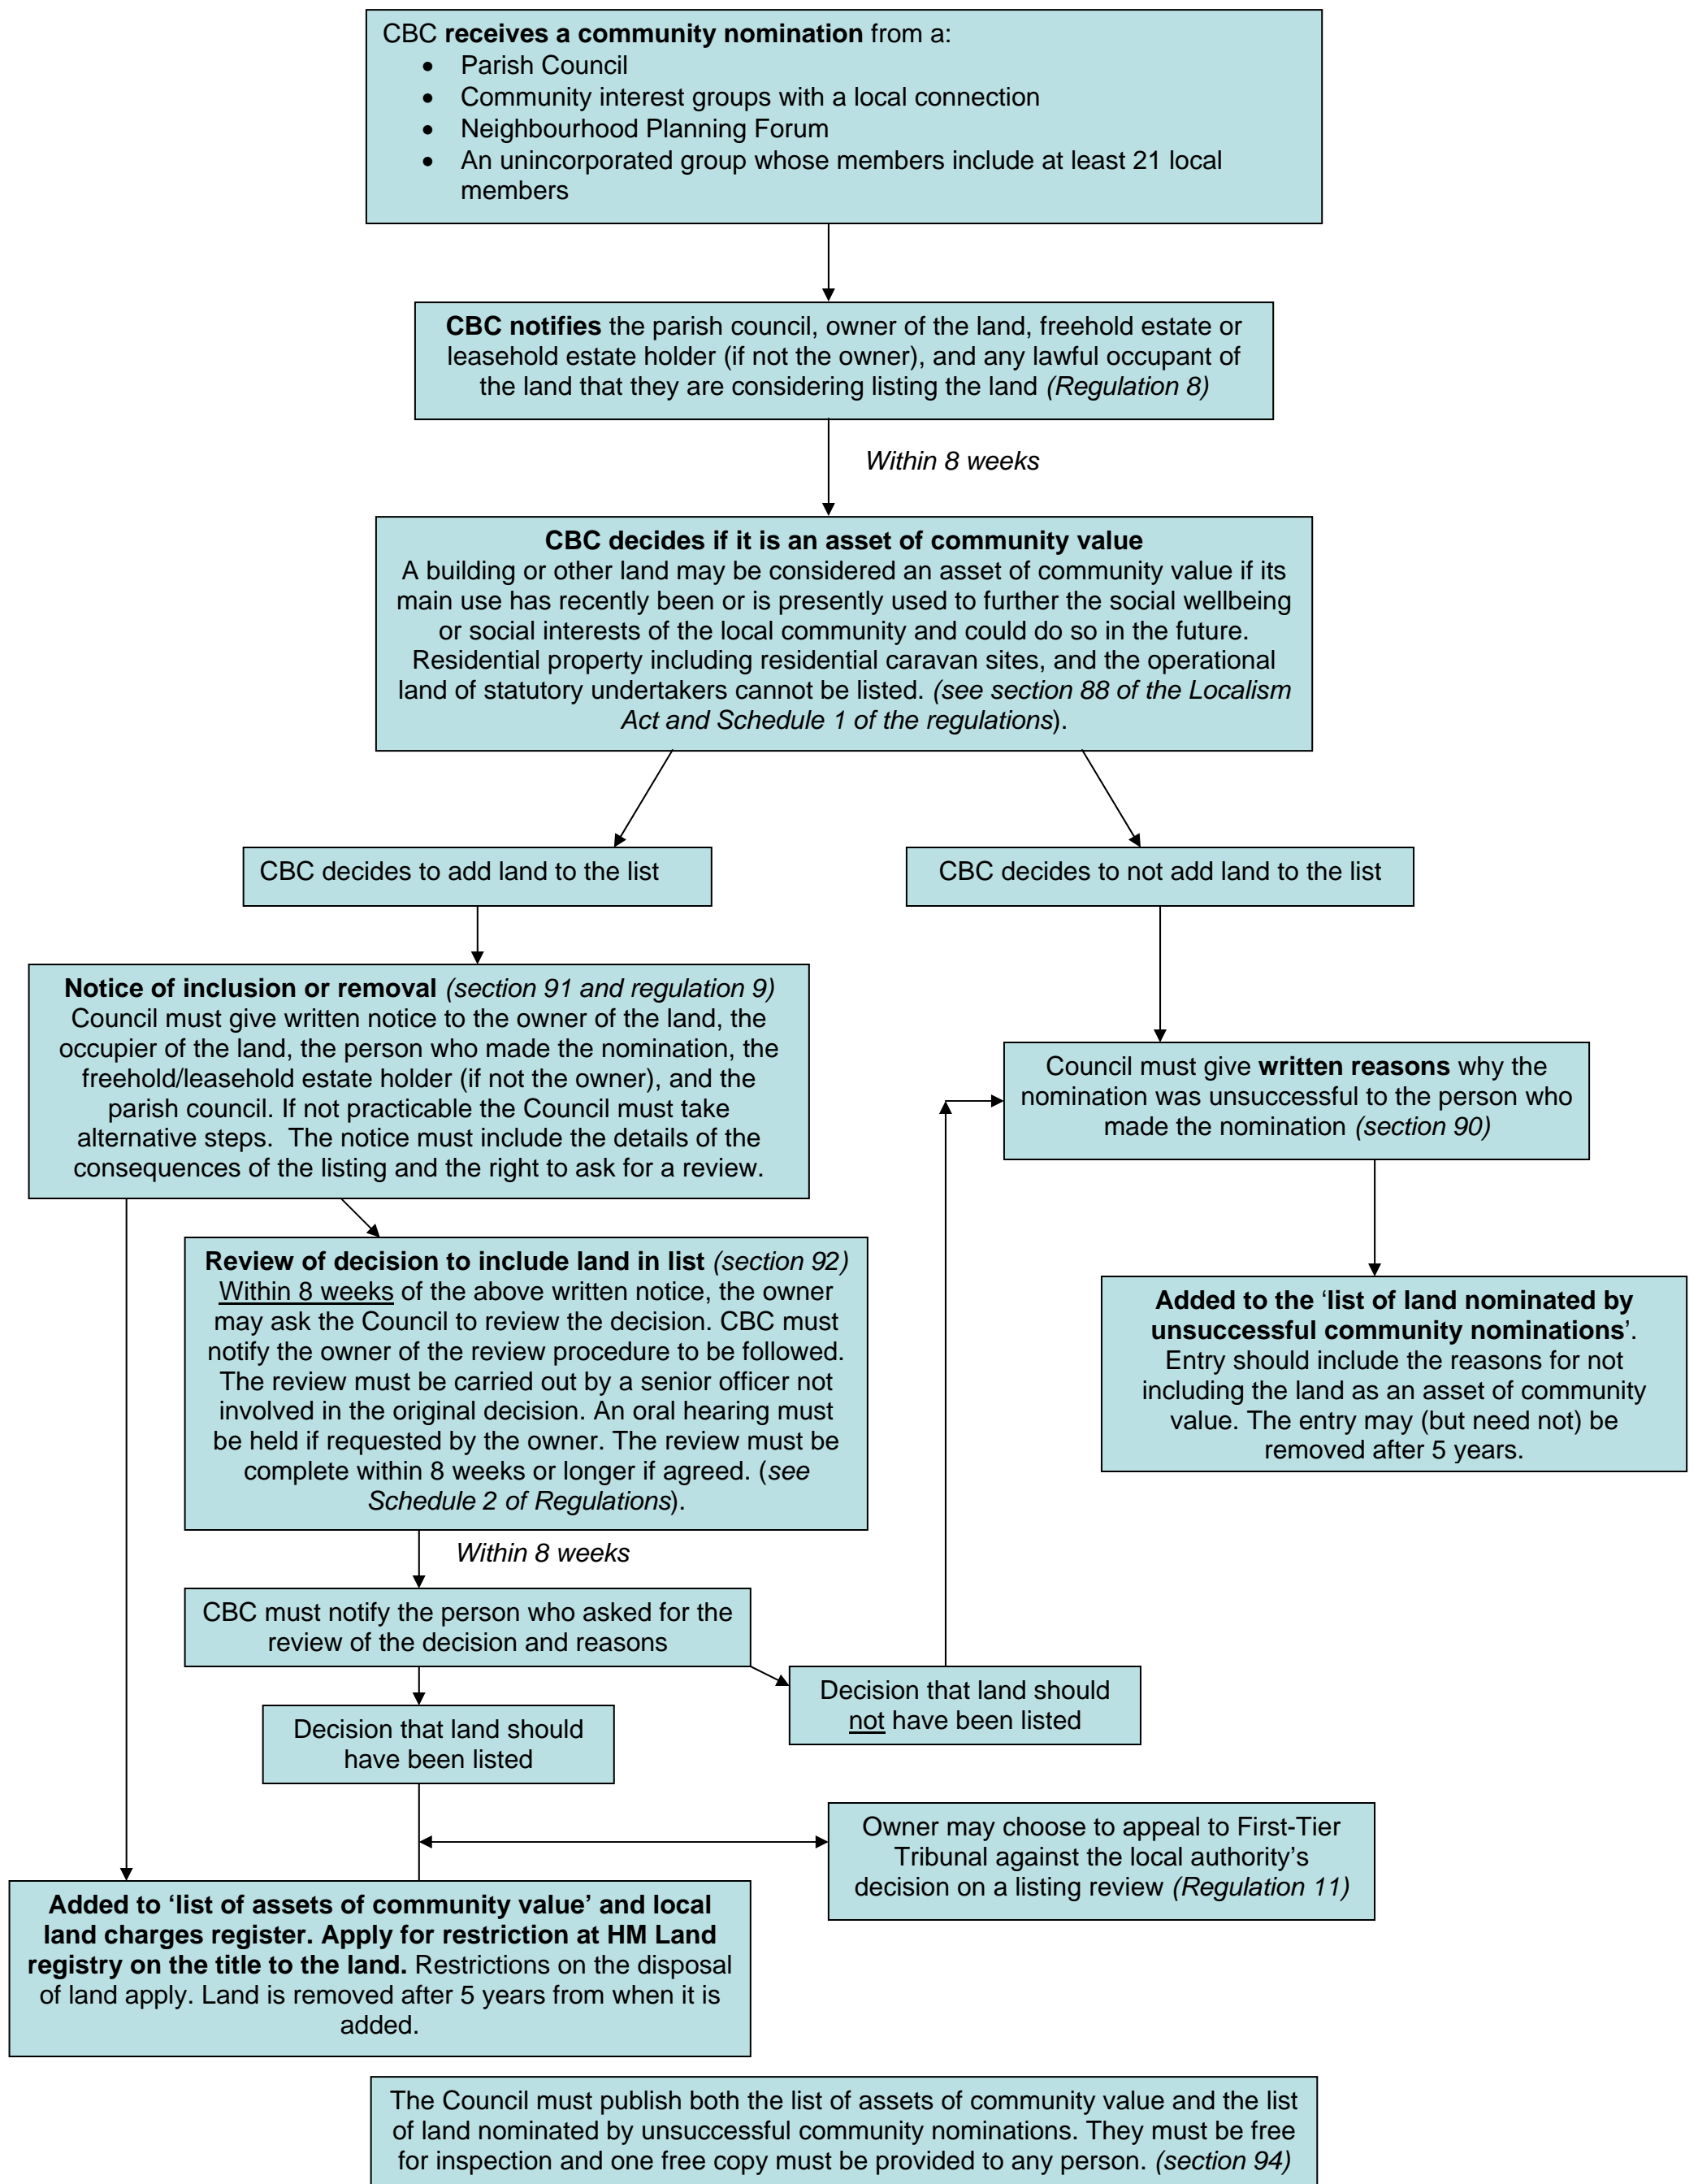 CBC receives a community nomination from a:
• Parish Council
• Community interest groups with a local connection
• Neighbourhood Planning Forum
• An unincorporated group whose members include at least 21 local
members
CBC notifies the parish council, owner of the land, freehold estate or
leasehold estate holder (if not the owner), and any lawful occupant of
the land that they are considering listing the land (Regulation 8)
Within 8 weeks
CBC decides if it is an asset of community value
A building or other land may be considered an asset of community value if its
main use has recently been or is presently used to further the social wellbeing
or social interests of the local community and could do so in the future.
Residential property including residential caravan sites, and the operational
land of statutory undertakers cannot be listed. (see section 88 of the Localism
Act and Schedule 1 of the regulations).
CBC decides to add land to the list
CBC decides to not add land to the list
Notice of inclusion or removal (section 91 and regulation 9)
Council must give written notice to the owner of the land, the
occupier of the land, the person who made the nomination, the
freehold/leasehold estate holder (if not the owner), and the
parish council. If not practicable the Council must take
alternative steps.  The notice must include the details of the
consequences of the listing and the right to ask for a review.
Council must give written reasons why the
nomination was unsuccessful to the person who
made the nomination (section 90)
Review of decision to include land in list (section 92)
Within 8 weeks of the above written notice, the owner
may ask the Council to review the decision. CBC must
notify the owner of the review procedure to be followed.
The review must be carried out by a senior officer not
involved in the original decision. An oral hearing must
be held if requested by the owner. The review must be
complete within 8 weeks or longer if agreed. (see
Schedule 2 of Regulations).
Added to the ‘list of land nominated by
unsuccessful community nominations’.
Entry should include the reasons for not
including the land as an asset of community
value. The entry may (but need not) be
removed after 5 years.
Within 8 weeks
CBC must notify the person who asked for the
review of the decision and reasons
Decision that land should
not have been listed
Decision that land should
have been listed
Owner may choose to appeal to First-Tier
Tribunal against the local authority’s
decision on a listing review (Regulation 11)
Added to ‘list of assets of community value’ and local
land charges register. Apply for restriction at HM Land
registry on the title to the land. Restrictions on the disposal
of land apply. Land is removed after 5 years from when it is
added.
The Council must publish both the list of assets of community value and the list
of land nominated by unsuccessful community nominations. They must be free
for inspection and one free copy must be provided to any person. (section 94)